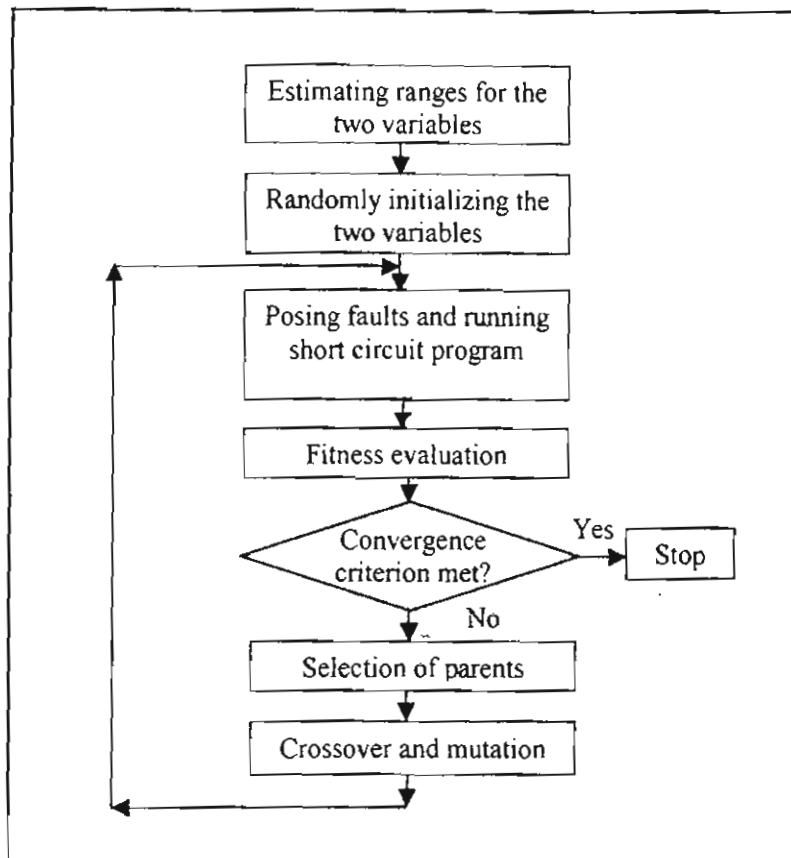 Estimating ranges for the
two variables
Randomly initializing the
two variables
Posing faults and running
short circuit program
Fitness evaluation
Convergence
criterion met?
Yes
Stop
No
Selection of parents
Crossover and mutation